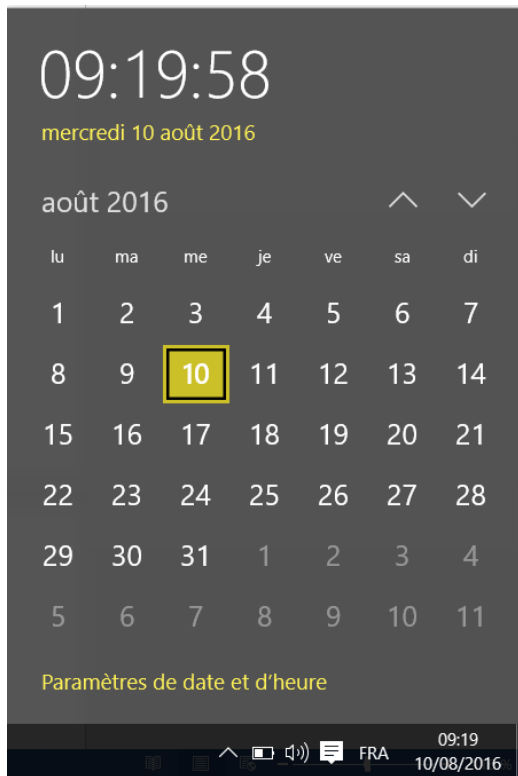 09:19:58
mercredi 10 août 2016
août 2016
lu ma me je ve sa di
1 2 3 4 5 6 7
8 9 10 11 12 13 14
15 16 17 18 19 20 21
22 23 24 25 26 27 28
29 30 31 1 2 3 4
5 6 7 8 9 10 11
Paramètres de date et d'heure
FRA
09:19
10/08/2016